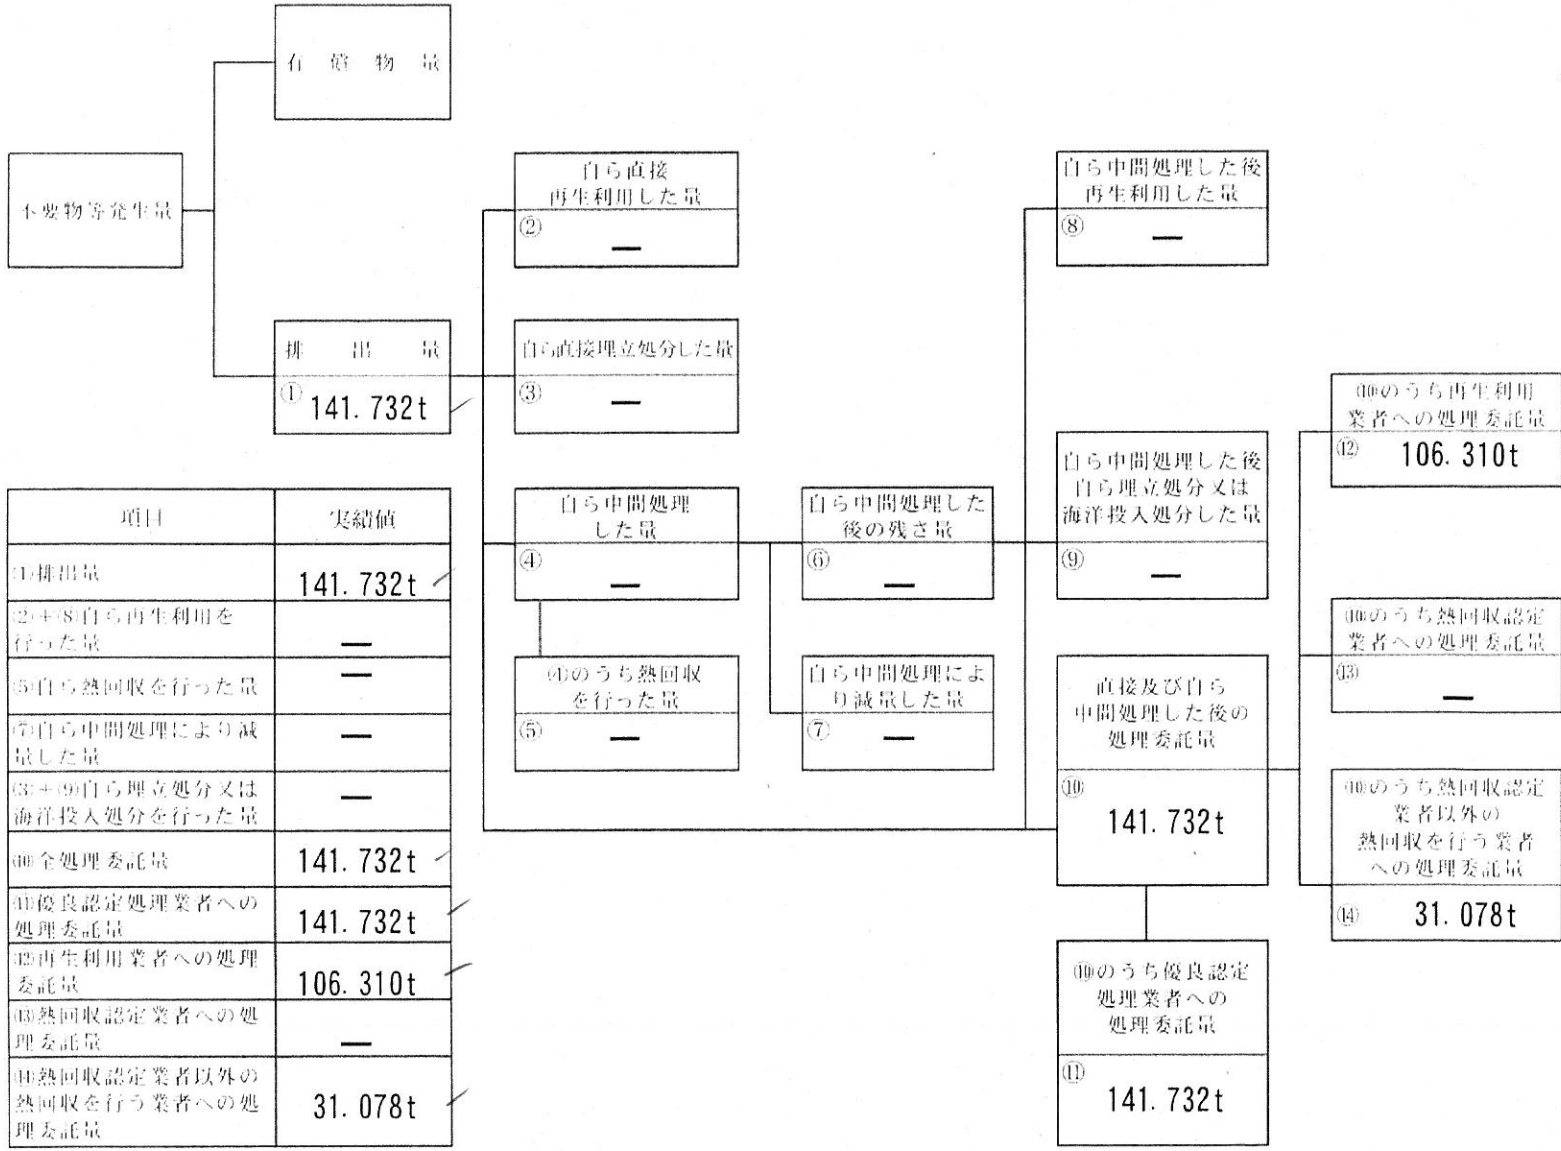 有償物量
不要物等発生量
排出量
① 141.732t
自ら直接
再生利用した量
② —
自ら直接埋立処分した量
③ —
自ら中間処理
した量
④ —
④のうち熱回収
を行った量
⑤ —
自ら中間処理した
後の残さ量
⑥ —
自ら中間処理によ
り減量した量
⑦ —
自ら中間処理した後
再生利用した量
⑧ —
自ら中間処理した後
自ら埋立処分又は
海洋投入処分した量
⑨ —
直接及び自ら
中間処理した後の
処理委託量
⑩
141.732t
⑩のうち優良認定
処理業者への
処理委託量
⑪
141.732t
⑩のうち再生利用
業者への処理委託量
⑫ 106.310t
⑩のうち熱回収認定
業者への処理委託量
⑬ —
⑩のうち熱回収認定
業者以外の
熱回収を行う業者
への処理委託量
⑭ 31.078t
項目 実績値
①排出量 141.732t
②+⑧自ら再生利用を
行った量 —
⑤自ら熱回収を行った量 —
⑦自ら中間処理により減
量した量 —
③+⑨自ら埋立処分又は
海洋投入処分を行った量 —
⑩全処理委託量 141.732t
⑪優良認定処理業者への
処理委託量 141.732t
⑫再生利用業者への処理
委託量 106.310t
⑬熱回収認定業者への処
理委託量 —
⑭熱回収認定業者以外の
熱回収を行う業者への処
理委託量 31.078t